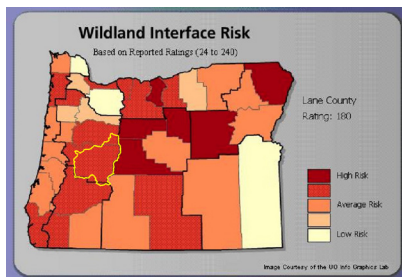 Wildland Interface Risk
Based on Reported Ratings (24 to 240)
Lane County
Rating: 180
High Risk
Average Risk
Low Risk
Image Courtesy of the UO Info Graphics Lab